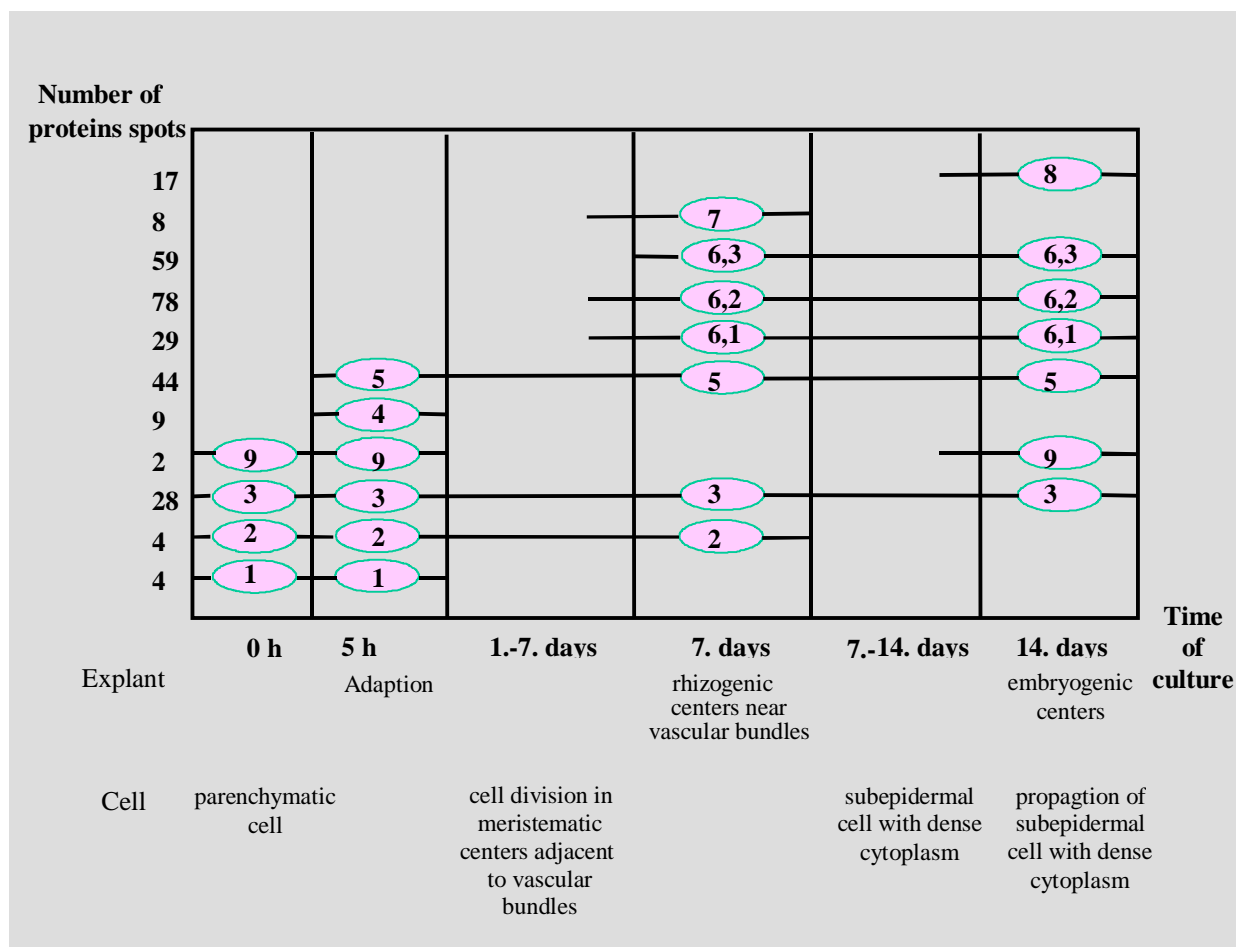 Number of
proteins spots
17 8
8 7
59 6,3 6,3
78 6,2 6,2
29 6,1 6,1
44 5 5 5
9 4
2 9 9 9
28 3 3 3 3
4 2 2 2
4 1 1
0 h 5 h 1.-7. days 7. days 7.-14. days 14. days
Time
of
culture
Explant Adaption
rhizogenic
centers near
vascular bundles
embryogenic
centers
Cell
parenchymatic
cell
cell division in
meristematic
centers adjacent
to vascular
bundles
subepidermal
cell with dense
cytoplasm
propagtion of
subepidermal
cell with dense
cytoplasm